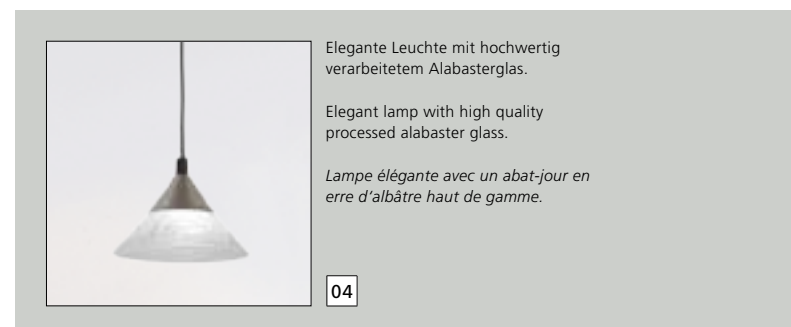 Elegante Leuchte mit hochwertig
verarbeitetem Alabasterglas.
Elegant lamp with high quality
processed alabaster glass.
Lampe élégante avec un abat-jour en
erre d’albâtre haut de gamme.
04